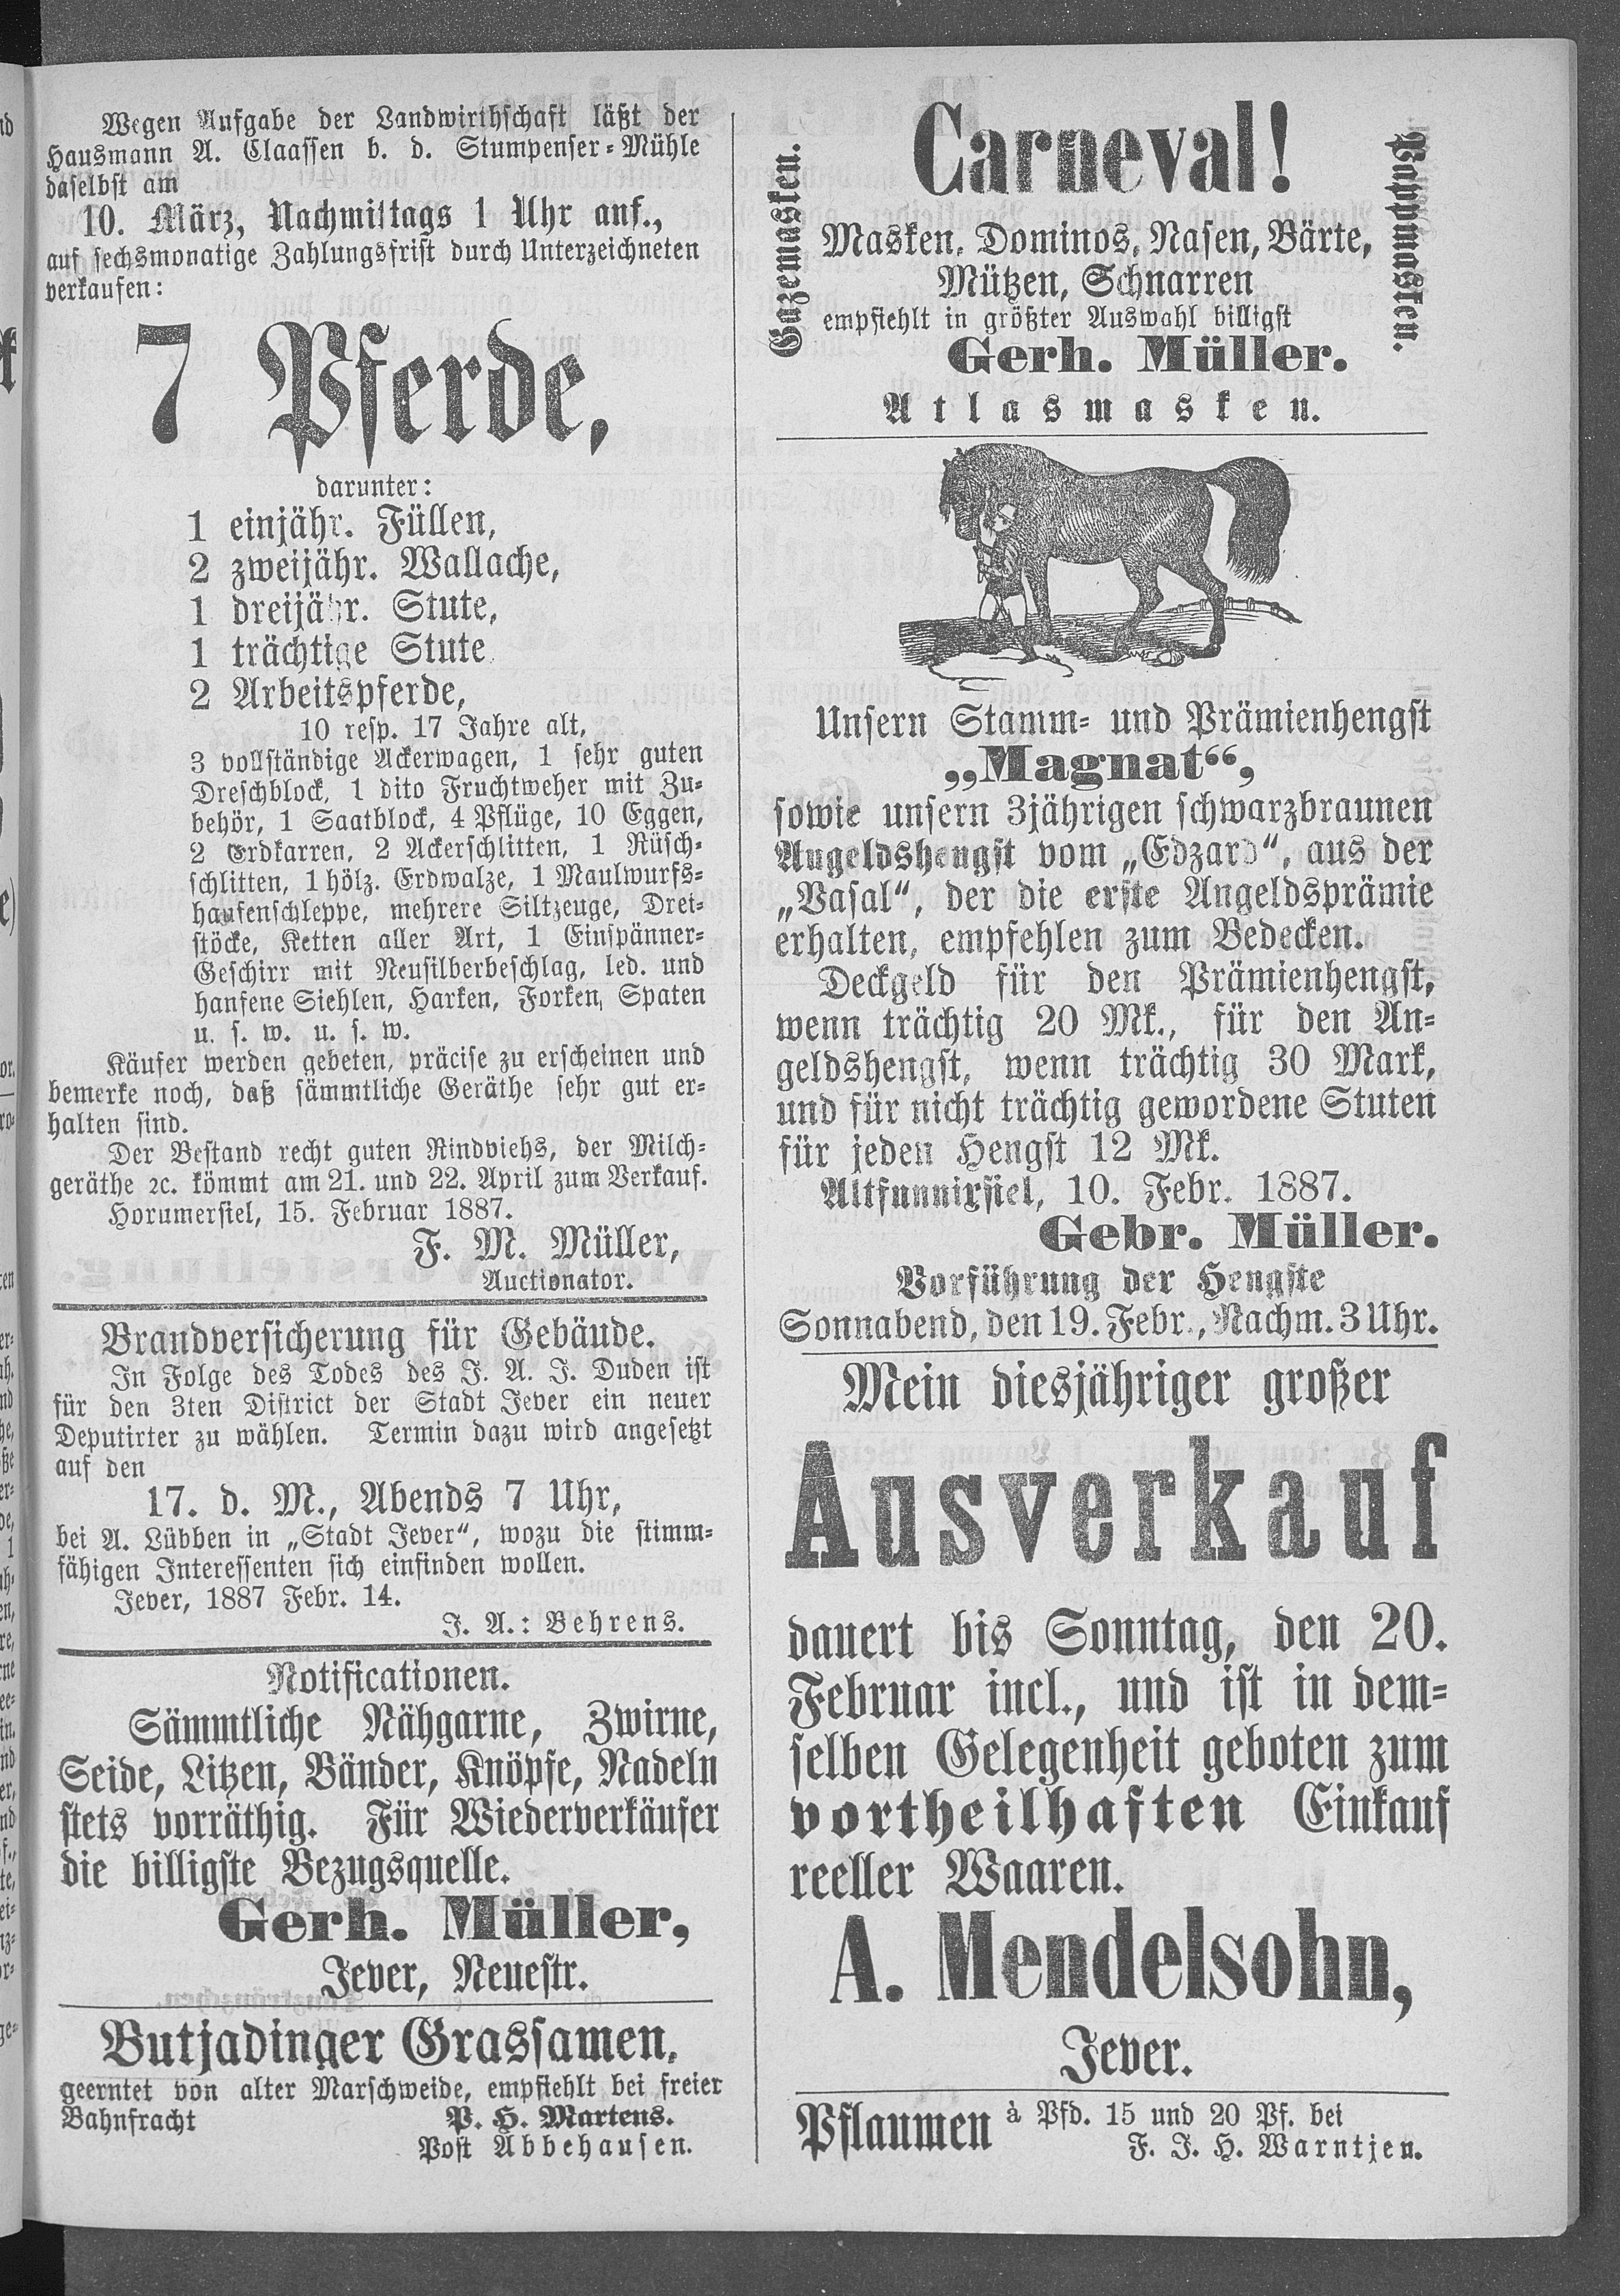 Wegen Aufgabe der Landwirthschaft läßt der
Hausmann A. Claassen b. d. Stumpenser-Mühle
daselbst am
10. März, Nachmittags 1 Uhr anf.,
auf sechsmonatige Zahlungsfrist durch Unterzeichneten
verkaufen:
7 Pferde,
darunter:
1 einjähr. Füllen,
2 zweijähr. Wallache,
1 dreijähr. Stute,
1 trächtige Stute
2 Arbeitspferde,
10 resp. 17 Jahre alt,
3 vollständige Ackerwagen, 1 sehr guten
Dreschblock, 1 dito Fruchtweher mit Zu-
behör, 1 Saatblock, 4 Pflüge, 10 Eggen,
2 Erdkarren, 2 Ackerschlitten, 1 Rüsch-
schlitten, 1 hölz. Erdwalze, 1 Maulwurfs-
haufenschleppe, mehrere Siltzeuge, Drei-
stöcke, Ketten aller Art, 1 Einspänner-
Geschirr mit Neusilberbeschlag, led. und
hanfene Siehlen, Harken, Forken, Spaten
u. s. w. u. s. w.
Käufer werden gebeten, präcise zu erscheinen und
bemerke noch, daß sämmtliche Geräthe sehr gut er-
halten sind.
Der Bestand recht guten Rindviehs, der Milch-
geräthe ꝛc. kömmt am 21. und 22. April zum Verkauf.
Horumersiel, 15. Februar 1887.
F. M. Müller,
Auctionator.
Brandversicherung für Gebäude.
In Folge des Todes des J. A. J. Duden ist
für den 3ten District der Stadt Jever ein neuer
Deputirter zu wählen. Termin dazu wird angesetzt
auf den
17. d. M., Abends 7 Uhr,
bei A. Lübben in „Stadt Jever“, wozu die stimm-
fähigen Interessenten sich einfinden wollen.
Jever, 1887 Febr. 14.
J. A.: Behrens.
Notificationen.
Sämmtliche Nähgarne, Zwirne,
Seide, Litzen, Bänder, Knöpfe, Nadeln
stets vorräthig. Für Wiederverkäufer
die billigste Bezugsquelle.
Gerh. Müller,
Jever, Neuestr.
Butjadinger Grassamen,
geerntet von alter Marschweide, empfiehlt bei freier
Bahnfracht P. H. Martens.
Post Abbehausen.
Gazemasken.
Carneval!
Masken, Dominos, Nasen, Bärte,
Mützen, Schnarren
empfiehlt in größter Auswahl billigst
Gerh. Müller.
Atlasmasken.
Pappmasken.
Unsern Stamm- und Prämienhengst
„Magnat“,
sowie unsern 3jährigen schwarzbraunen
Angeldshengst vom „Edzard“, aus der
„Vasal“, der die erste Angeldsprämie
erhalten, empfehlen zum Bedecken.
Deckgeld für den Prämienhengst,
wenn trächtig 20 Mk., für den An-
geldshengst, wenn trächtig 30 Mark,
und für nicht trächtig gewordene Stuten
für jeden Hengst 12 Mk.
Altfunnixsiel, 10. Febr. 1887.
Gebr. Müller.
Vorführung der Hengste
Sonnabend, den 19. Febr., Nachm. 3 Uhr.
Mein diesjähriger großer
Ausverkauf
dauert bis Sonntag, den 20.
Februar incl., und ist in dem-
selben Gelegenheit geboten zum
vortheilhaften Einkauf
reeller Waaren.
A. Mendelsohn,
Jever.
Pflaumen à Pfd. 15 und 20 Pf. bei
F. J. H. Warntjen.